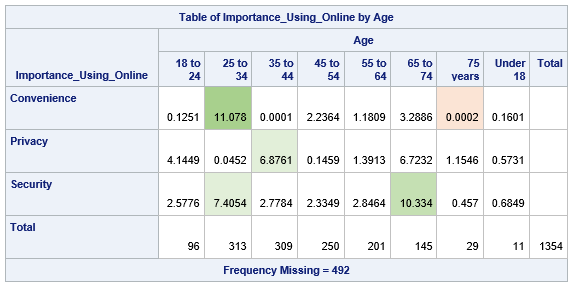 Table of Importance_Using_Online by Age
Importance_Using_Online Age
18 to 24 25 to 34 35 to 44 45 to 54 55 to 64 65 to 74 75 years Under 18 Total
Convenience
0.1251 11.078 0.0001 2.2364 1.1809 3.2886 0.0002 0.1601
Privacy
4.1449 0.0452 6.8761 0.1459 1.3913 6.7232 1.1546 0.5731
Security
2.5776 7.4054 2.7784 2.3349 2.8464 10.334 0.457 0.6849
Total
96 313 309 250 201 145 29 11 1354
Frequency Missing = 492